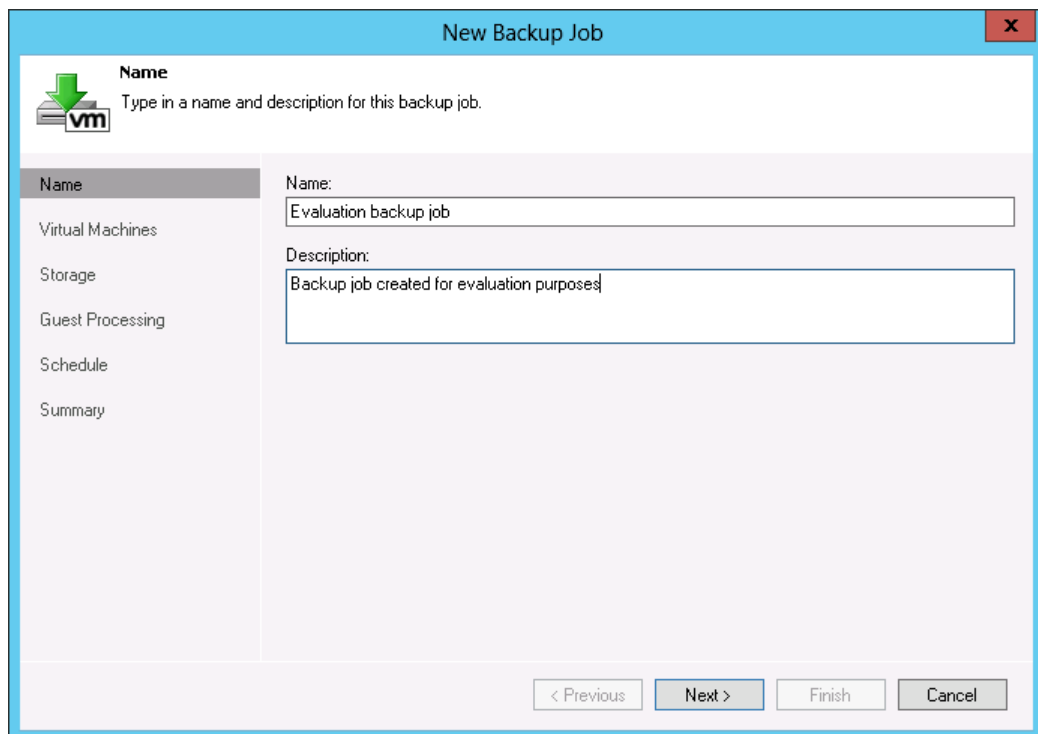 New Backup Job
x
Name
Type in a name and description for this backup job.
vm
Name
Virtual Machines
Storage
Guest Processing
Schedule
Summary
Name:
Evaluation backup job
Description:
Backup job created for evaluation purposes
< Previous
Next >
Finish
Cancel